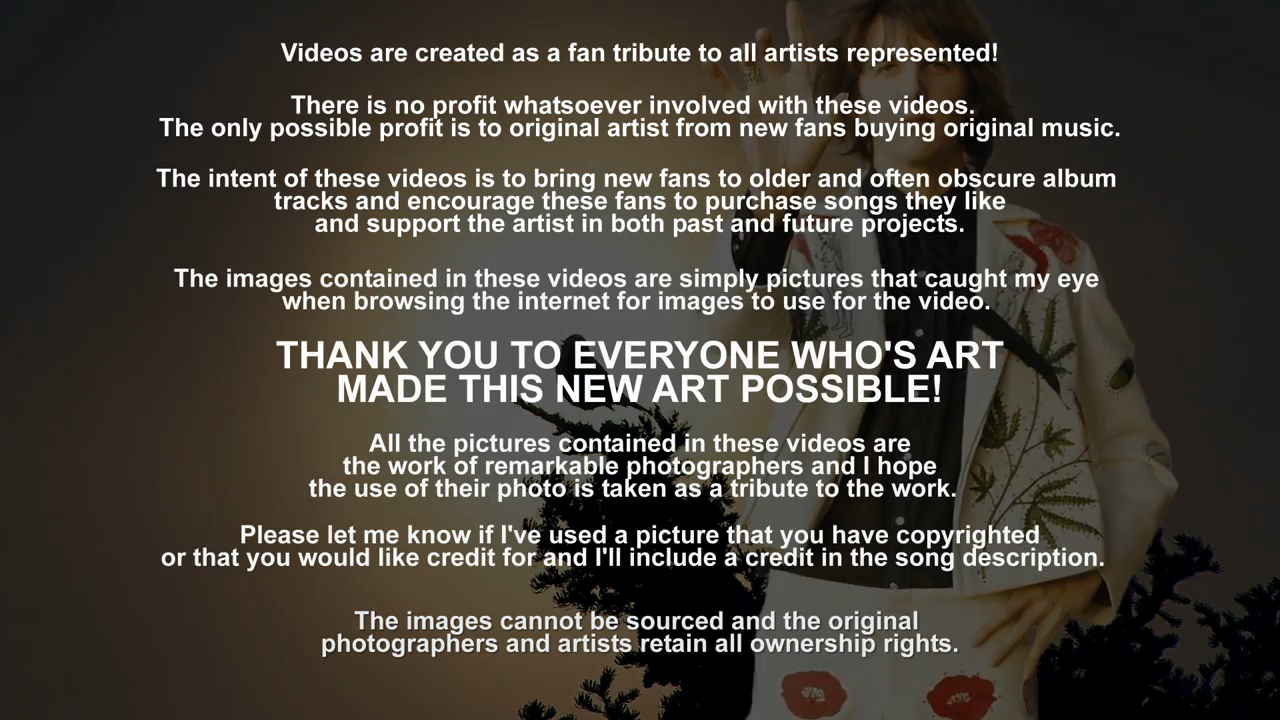 Videos are created as a fan tribute to all artists represented!
There is no profit whatsoever involved with these videos.
The only possible profit is to original artist from new fans buying original music.
The intent of these videos is to bring new fans to older and often obscure album
tracks and encourage these fans to purchase songs they like
and support the artist in both past and future projects.
The images contained in these videos are simply pictures that caught my eye
when browsing the internet for images to use for the video.
THANK YOU TO EVERYONE WHO'S ART
MADE THIS NEW ART POSSIBLE!
All the pictures contained in these videos are
the work of remarkable photographers and I hope
the use of their photo is taken as a tribute to the work.
Please let me know if I've used a picture that you have copyrighted
or that you would like credit for and I'll include a credit in the song description.
The images cannot be sourced and the original
photographers and artists retain all ownership rights.